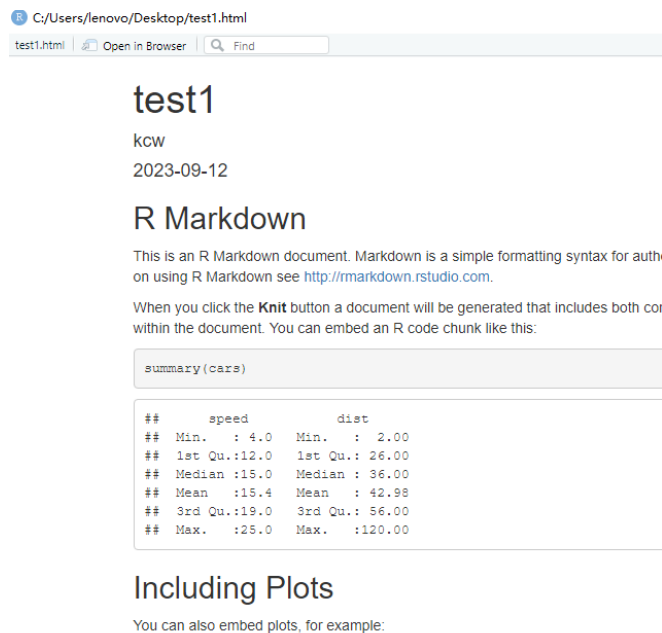 R C:/Users/lenovo/Desktop/test1.html
test1.html Open in Browser Find
test1
kcw
2023-09-12
R Markdown
This is an R Markdown document. Markdown is a simple formatting syntax for
on using R Markdown see http://rmarkdown.rstudio.com.
When you click the Knit button a document will be generated that includes both
within the document. You can embed an R code chunk like this:
summary(cars)
##      speed           dist
##  Min.   : 4.0   Min.   :  2.00
##  1st Qu.:12.0   1st Qu.: 26.00
##  Median :15.0   Median : 36.00
##  Mean   :15.4   Mean   : 42.98
##  3rd Qu.:19.0   3rd Qu.: 56.00
##  Max.   :25.0   Max.   :120.00
Including Plots
You can also embed plots, for example: